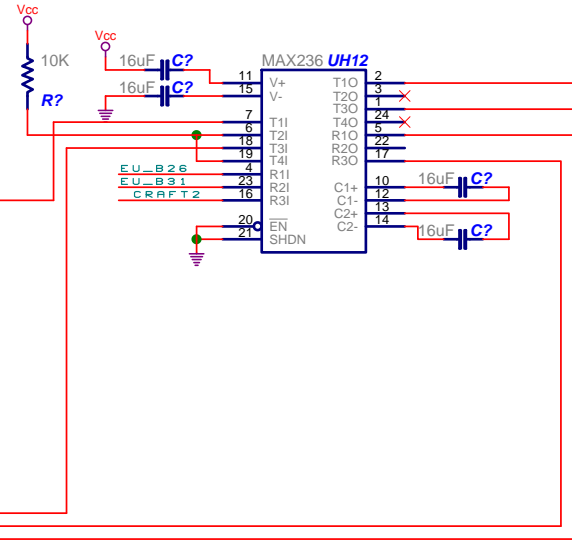 Vcc
Vcc
10K
R?
16uF C?
16uF C?
MAX236 UH12
11 V+ T1O 2
15 V- T2O 3
T3O 1
7 T1I T4O 24
6 T2I R1O 5
18 T3I R2O 22
19 T4I R3O 17
EU_B26 4 R1I
EU_B31 23 R2I C1+ 10 16uF C?
CRAFT2 16 R3I C1- 12
C2+ 13
20 EN C2- 14 16uF C?
21 SHDN